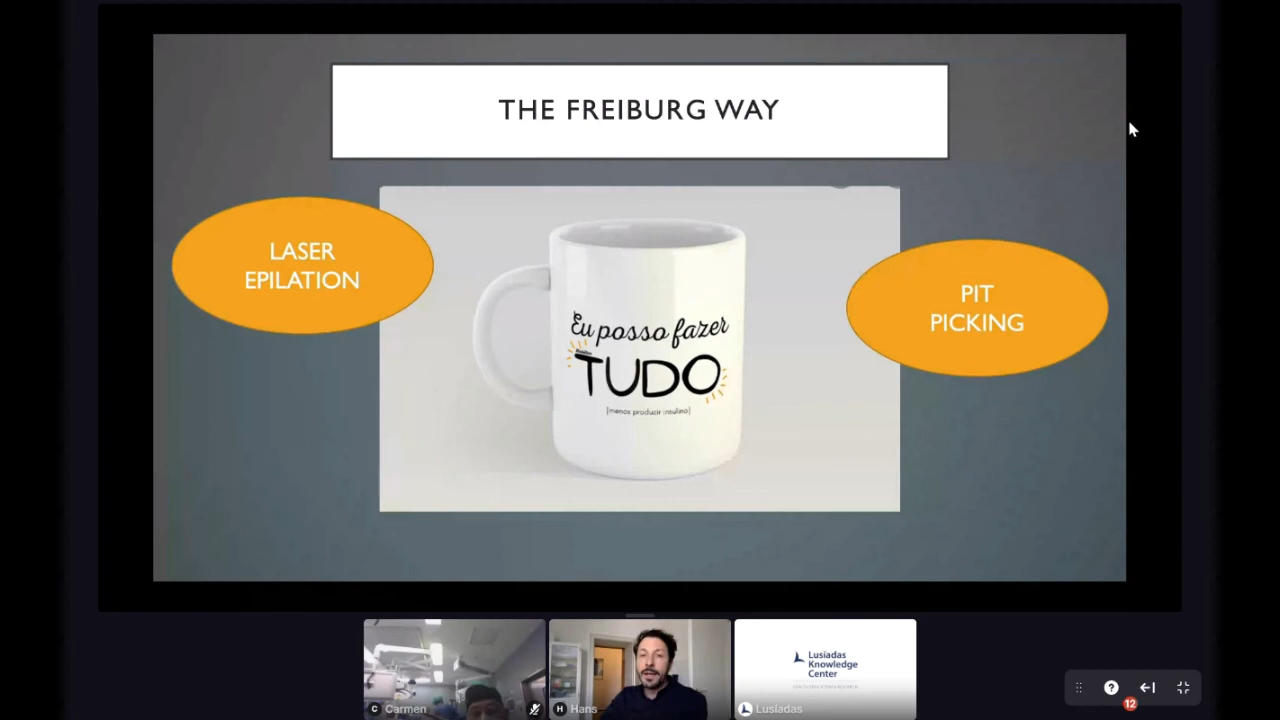 THE FREIBURG WAY
LASER
EPILATION
PIT
PICKING
Eu posso fazer
TUDO
[menos produzir insulina]
Lusíadas
Knowledge
Center
C Carmen
H Hans
Lusíadas
12